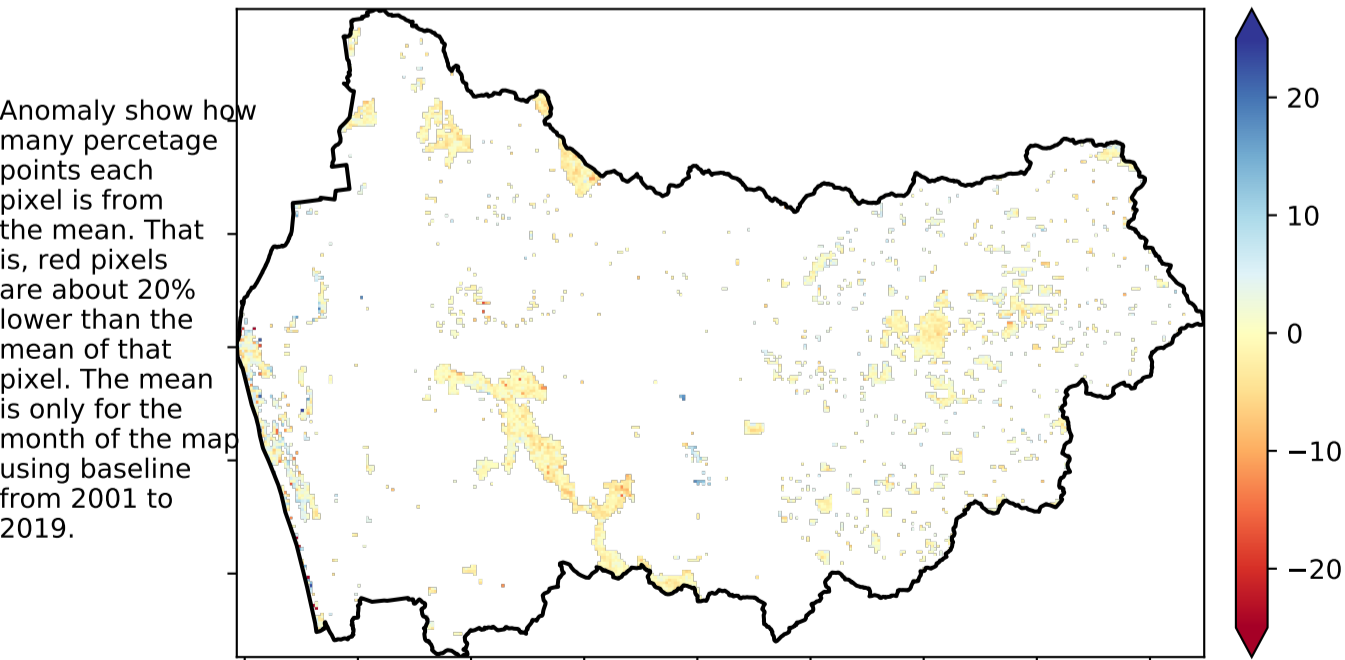 Anomaly show how
many percetage
points each
pixel is from
the mean. That
is, red pixels
are about 20%
lower than the
mean of that
pixel. The mean
is only for the
month of the map
using baseline
from 2001 to
2019.
20
10
0
−10
−20